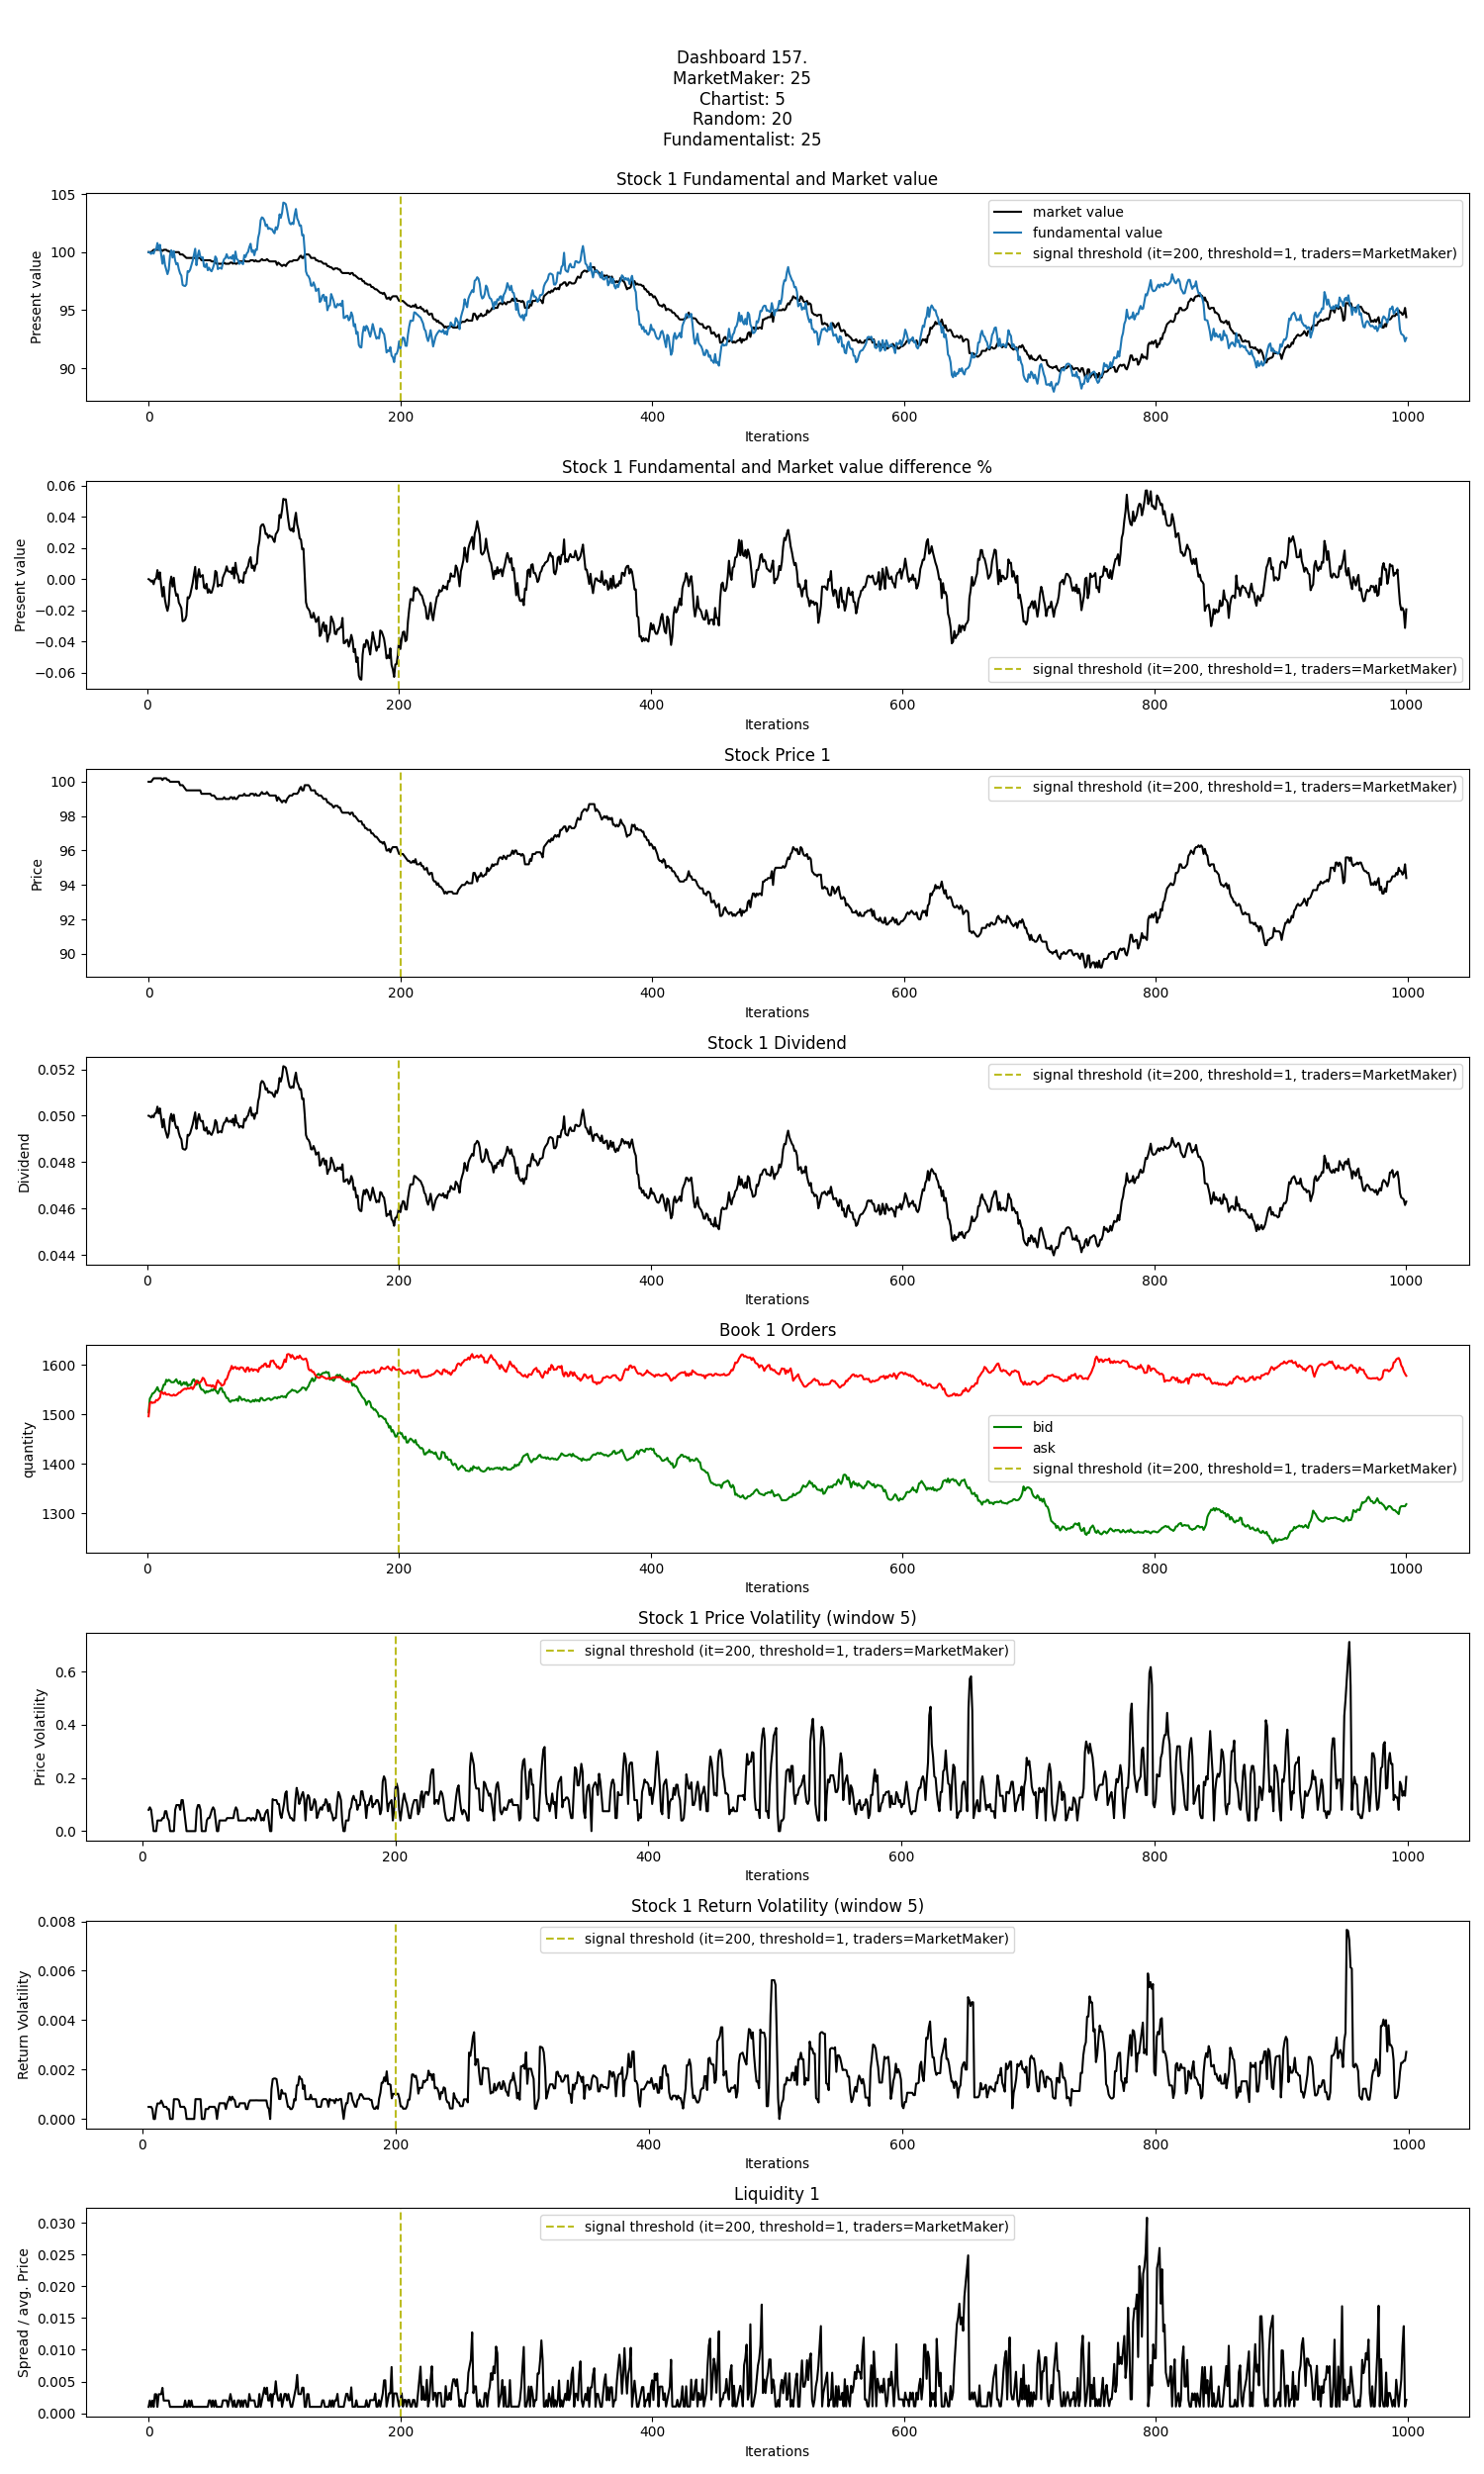 Dashboard 157.
MarketMaker: 25
Chartist: 5
Random: 20
Fundamentalist: 25
Stock 1 Fundamental and Market value
105
100
95
90
Present value
market value
fundamental value
signal threshold (it=200, threshold=1, traders=MarketMaker)
0 200 400 600 800 1000
Iterations
Stock 1 Fundamental and Market value difference %
0.06
0.04
0.02
0.00
−0.02
−0.04
−0.06
Present value
signal threshold (it=200, threshold=1, traders=MarketMaker)
0 200 400 600 800 1000
Iterations
Stock Price 1
100
98
96
94
92
90
Price
signal threshold (it=200, threshold=1, traders=MarketMaker)
0 200 400 600 800 1000
Iterations
Stock 1 Dividend
0.052
0.050
0.048
0.046
0.044
Dividend
signal threshold (it=200, threshold=1, traders=MarketMaker)
0 200 400 600 800 1000
Iterations
Book 1 Orders
1600
1500
1400
1300
quantity
bid
ask
signal threshold (it=200, threshold=1, traders=MarketMaker)
0 200 400 600 800 1000
Iterations
Stock 1 Price Volatility (window 5)
0.6
0.4
0.2
0.0
Price Volatility
signal threshold (it=200, threshold=1, traders=MarketMaker)
0 200 400 600 800 1000
Iterations
Stock 1 Return Volatility (window 5)
0.008
0.006
0.004
0.002
0.000
Return Volatility
signal threshold (it=200, threshold=1, traders=MarketMaker)
0 200 400 600 800 1000
Iterations
Liquidity 1
0.030
0.025
0.020
0.015
0.010
0.005
0.000
Spread / avg. Price
signal threshold (it=200, threshold=1, traders=MarketMaker)
0 200 400 600 800 1000
Iterations